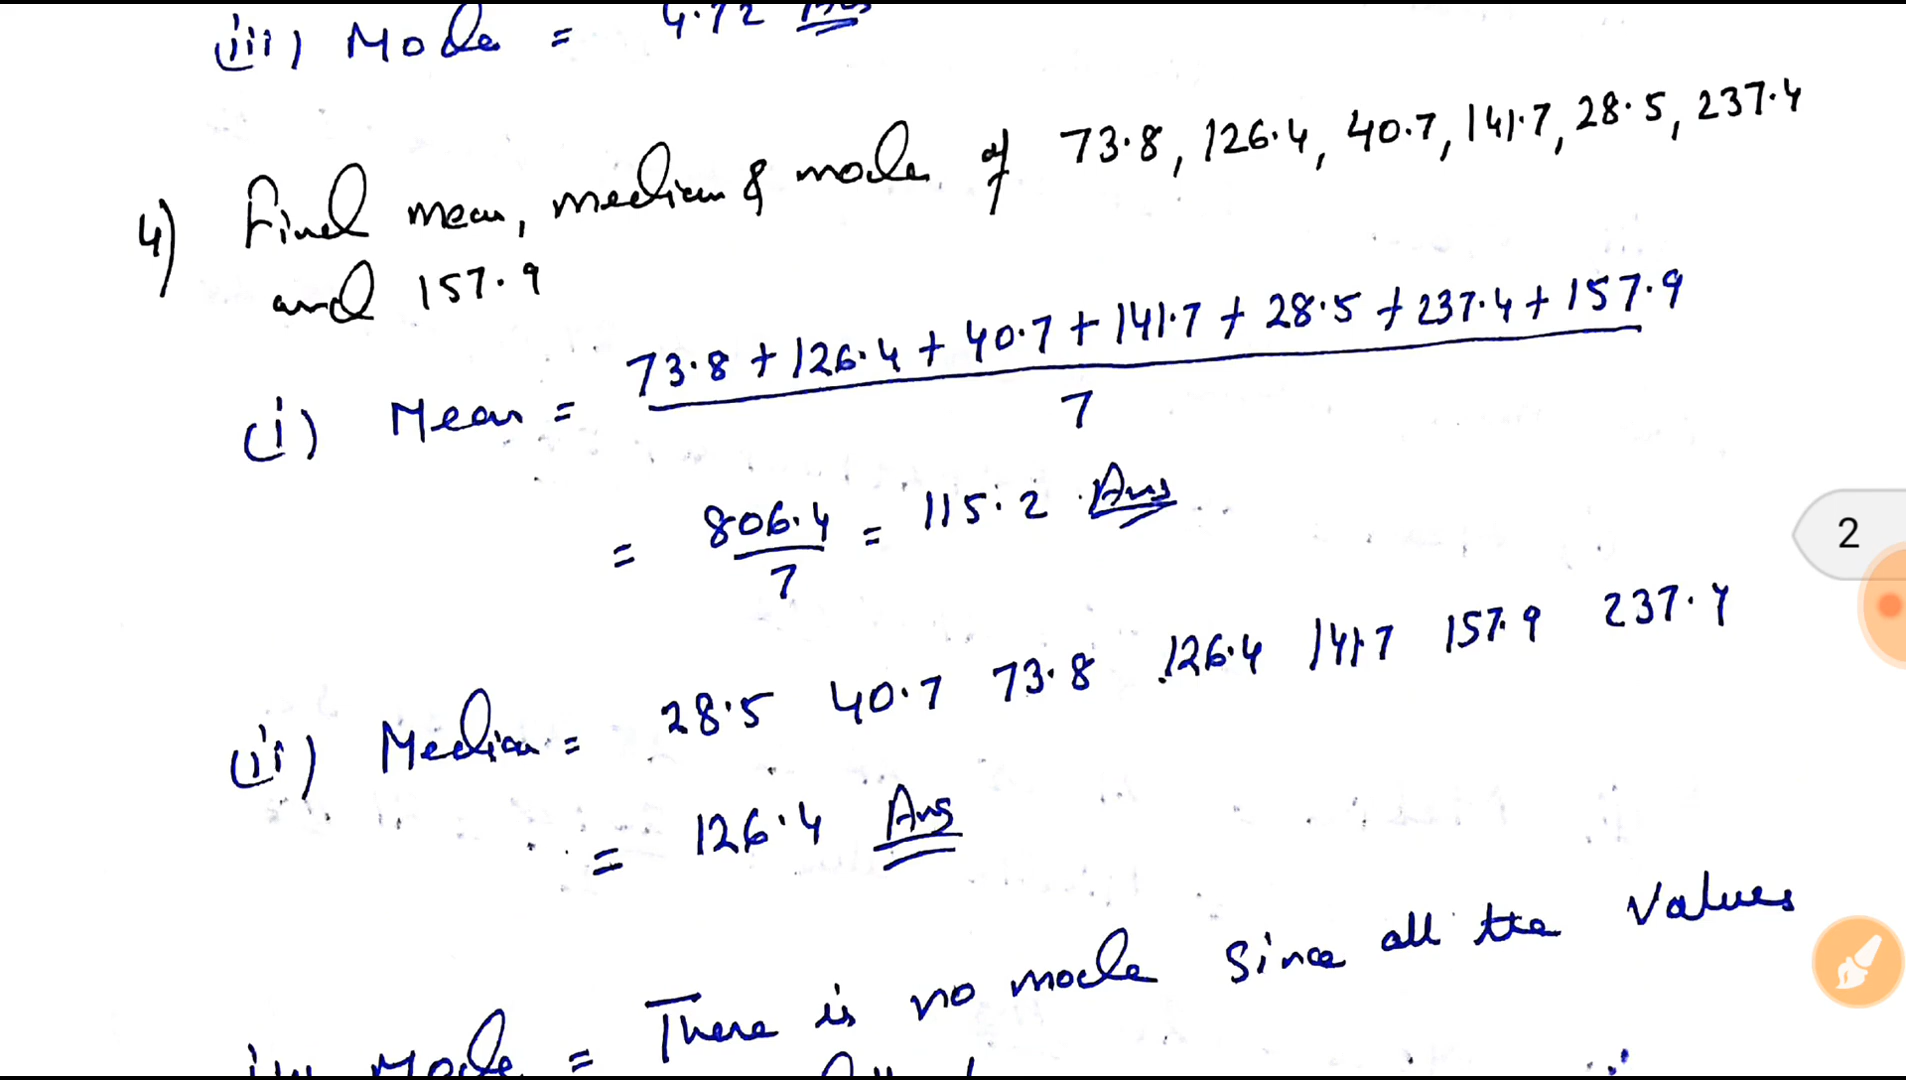 (iii) Mode = 4.72 Ans
4) Find mean, median & mode of 73.8, 126.4, 40.7, 141.7, 28.5, 237.4
and 157.9
(i) Mean = 73.8 + 126.4 + 40.7 + 141.7 + 28.5 + 237.4 + 157.9
7
= 806.4 = 115.2 Ans
7
2
(ii) Median = 28.5 40.7 73.8 126.4 141.7 157.9 237.4
= 126.4 Ans
Mode = There is no mode since all the values